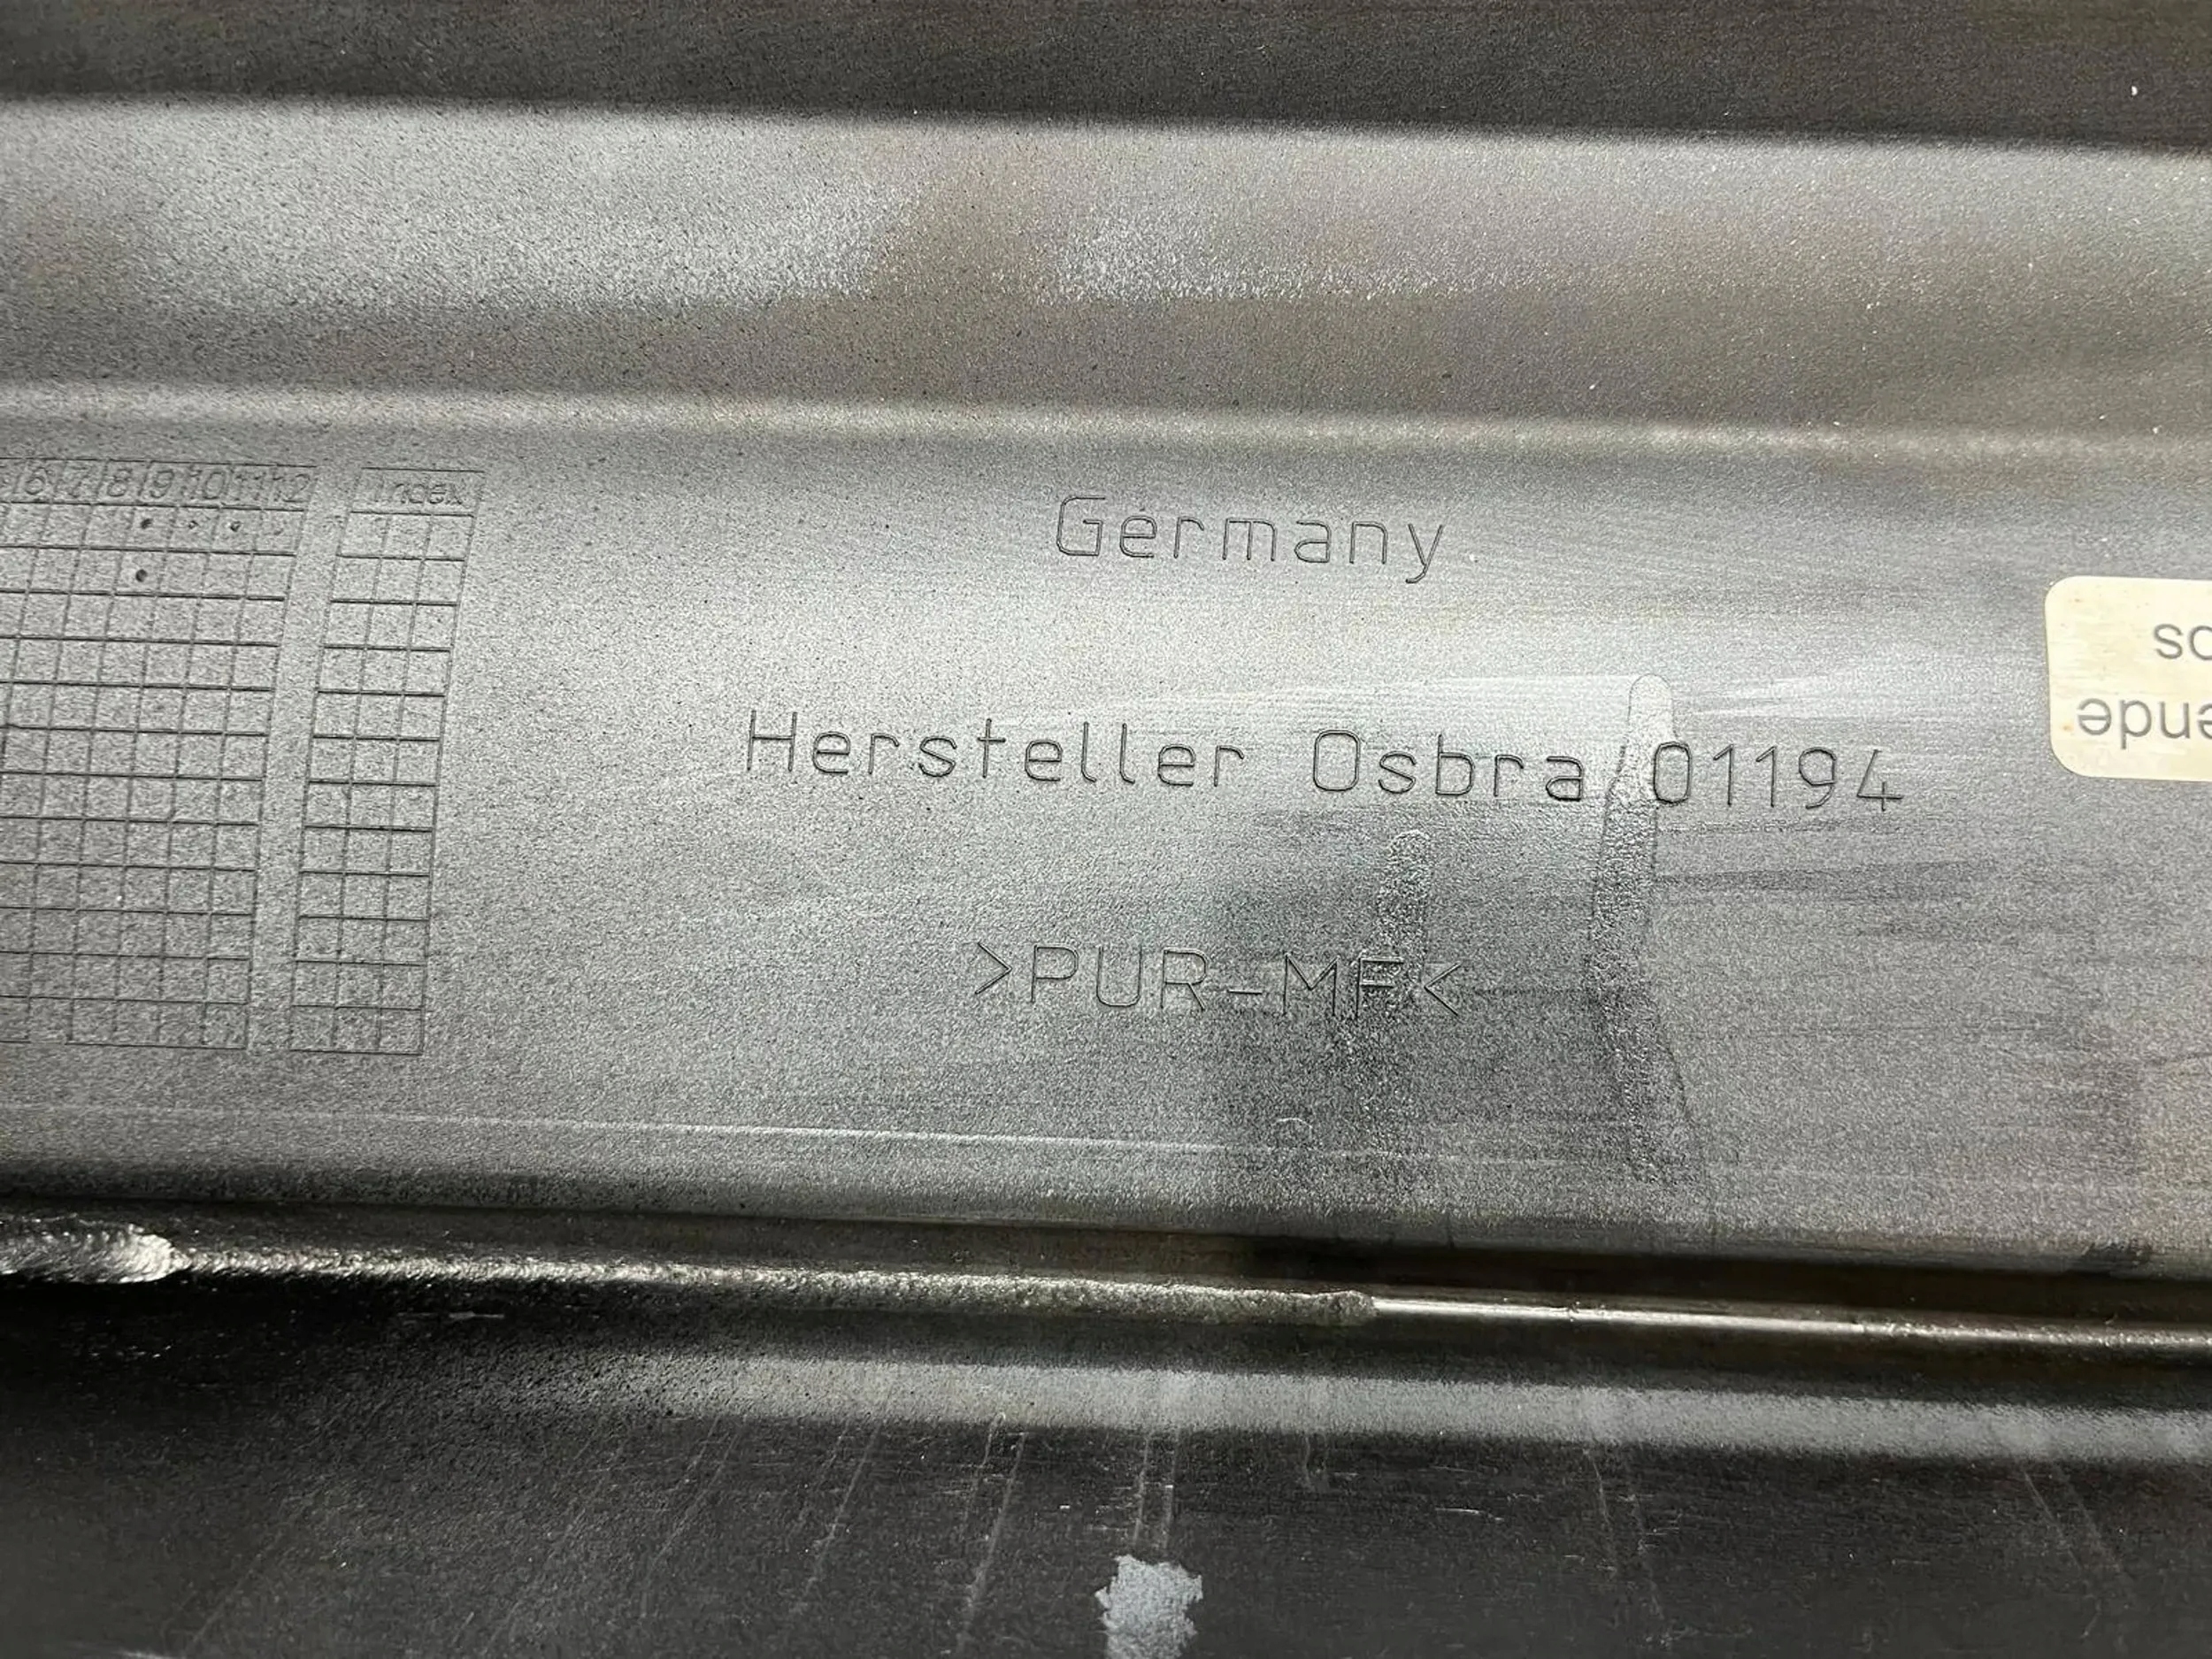 6 7 8 9 10 11 12 Index
Germany
Hersteller Osbra 01194
>PUR-MF<